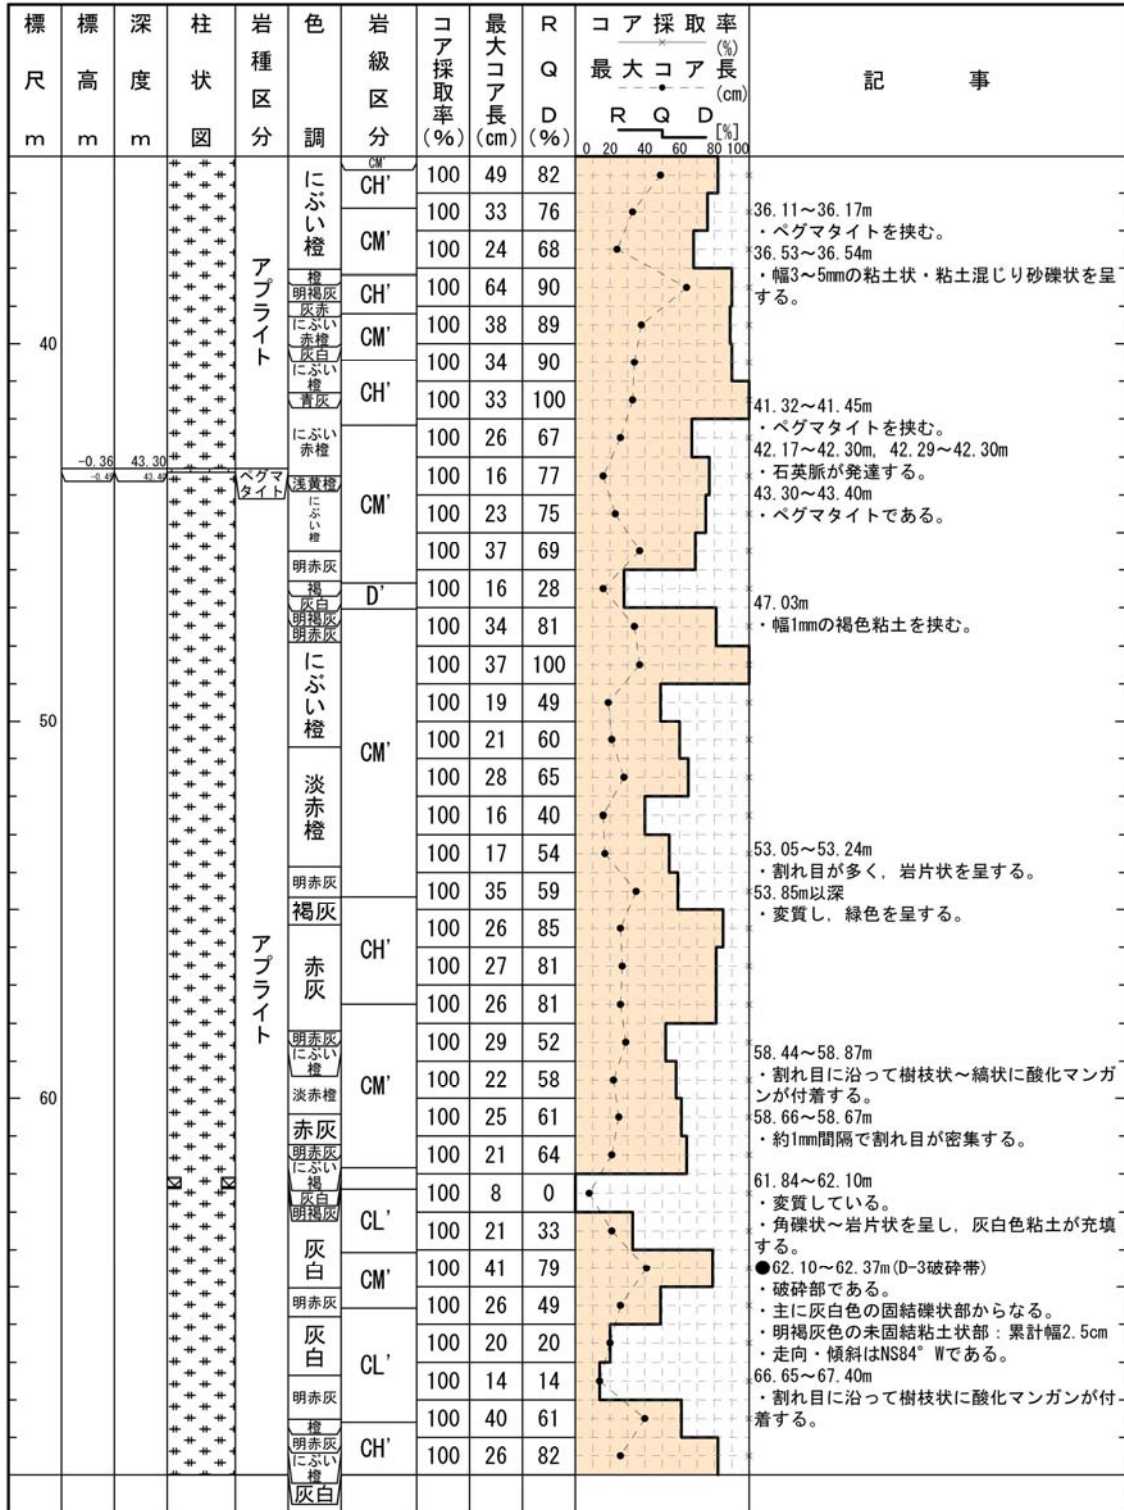 標尺 m
標高 m
深度 m
柱状図
岩種区分
色調
岩級区分
コア採取率 (%)
最大コア長 (cm)
RQD (%)
コア採取率 (%)
最大コア長 (cm)
RQD [%]
0 20 40 60 80 100
記事
40
50
60
-0.36 43.30
アプライト
ペグマタイト
アプライト
にぶい橙
橙
明褐灰
灰赤
にぶい赤橙
灰白
にぶい橙
青灰
にぶい赤橙
浅黄橙
にぶい橙
明赤灰
褐
灰白
明褐灰
明赤灰
にぶい橙
淡赤橙
明赤灰
褐灰
赤灰
明赤灰
にぶい橙
淡赤橙
赤灰
明赤灰
にぶい褐
灰白
明褐灰
灰白
明赤灰
灰白
明赤灰
橙
明赤灰
にぶい橙
灰白
CM'
CH'
CM'
CH'
CM'
CH'
CM'
D'
CM'
CH'
CM'
CL'
CM'
CL'
CH'
100 49 82
100 33 76
100 24 68
100 64 90
100 38 89
100 34 90
100 33 100
100 26 67
100 16 77
100 23 75
100 37 69
100 16 28
100 34 81
100 37 100
100 19 49
100 21 60
100 28 65
100 16 40
100 17 54
100 35 59
100 26 85
100 27 81
100 26 81
100 29 52
100 22 58
100 25 61
100 21 64
100 8 0
100 21 33
100 41 79
100 26 49
100 20 20
100 14 14
100 40 61
100 26 82
36.11～36.17m
・ペグマタイトを挟む。
36.53～36.54m
・幅3～5mmの粘土状・粘土混じり砂礫状を呈
する。
41.32～41.45m
・ペグマタイトを挟む。
42.17～42.30m, 42.29～42.30m
・石英脈が発達する。
43.30～43.40m
・ペグマタイトである。
47.03m
・幅1mmの褐色粘土を挟む。
53.05～53.24m
・割れ目が多く，岩片状を呈する。
53.85m以深
・変質し，緑色を呈する。
58.44～58.87m
・割れ目に沿って樹枝状～縞状に酸化マンガ
ンが付着する。
58.66～58.67m
・約1mm間隔で割れ目が密集する。
61.84～62.10m
・変質している。
・角礫状～岩片状を呈し，灰白色粘土が充填
する。
●62.10～62.37m(D-3破砕帯)
・破砕部である。
・主に灰白色の固結礫状部からなる。
・明褐灰色の未固結粘土状部：累計幅2.5cm
・走向・傾斜はNS84°Wである。
66.65～67.40m
・割れ目に沿って樹枝状に酸化マンガンが付
着する。